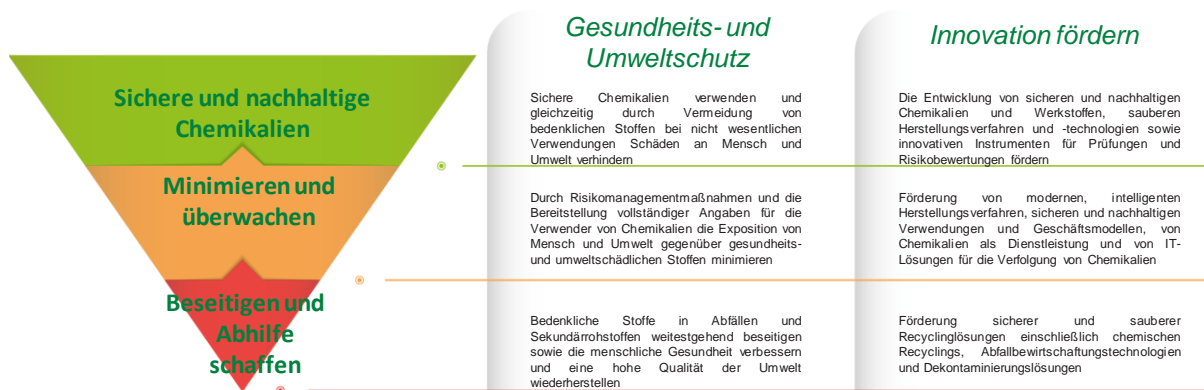 Sichere und nachhaltige
Chemikalien
Minimieren und
überwachen
Beseitigen und
Abhilfe
schaffen
Gesundheits- und
Umweltschutz
Sichere Chemikalien verwenden und
gleichzeitig durch Vermeidung von
bedenklichen Stoffen bei nicht wesentlichen
Verwendungen Schäden an Mensch und
Umwelt verhindern
Durch Risikomanagementmaßnahmen und die
Bereitstellung vollständiger Angaben für die
Verwender von Chemikalien die Exposition von
Mensch und Umwelt gegenüber gesundheits-
und umweltschädlichen Stoffen minimieren
Bedenkliche Stoffe in Abfällen und
Sekundärrohstoffen weitestgehend beseitigen
sowie die menschliche Gesundheit verbessern
und eine hohe Qualität der Umwelt
wiederherstellen
Innovation fördern
Die Entwicklung von sicheren und nachhaltigen
Chemikalien und Werkstoffen, sauberen
Herstellungsverfahren und -technologien sowie
innovativen Instrumenten für Prüfungen und
Risikobewertungen fördern
Förderung von modernen, intelligenten
Herstellungsverfahren, sicheren und nachhaltigen
Verwendungen und Geschäftsmodellen, von
Chemikalien als Dienstleistung und von IT-
Lösungen für die Verfolgung von Chemikalien
Förderung sicherer und sauberer
Recyclinglösungen einschließlich chemischen
Recyclings, Abfallbewirtschaftungstechnologien
und Dekontaminierungslösungen